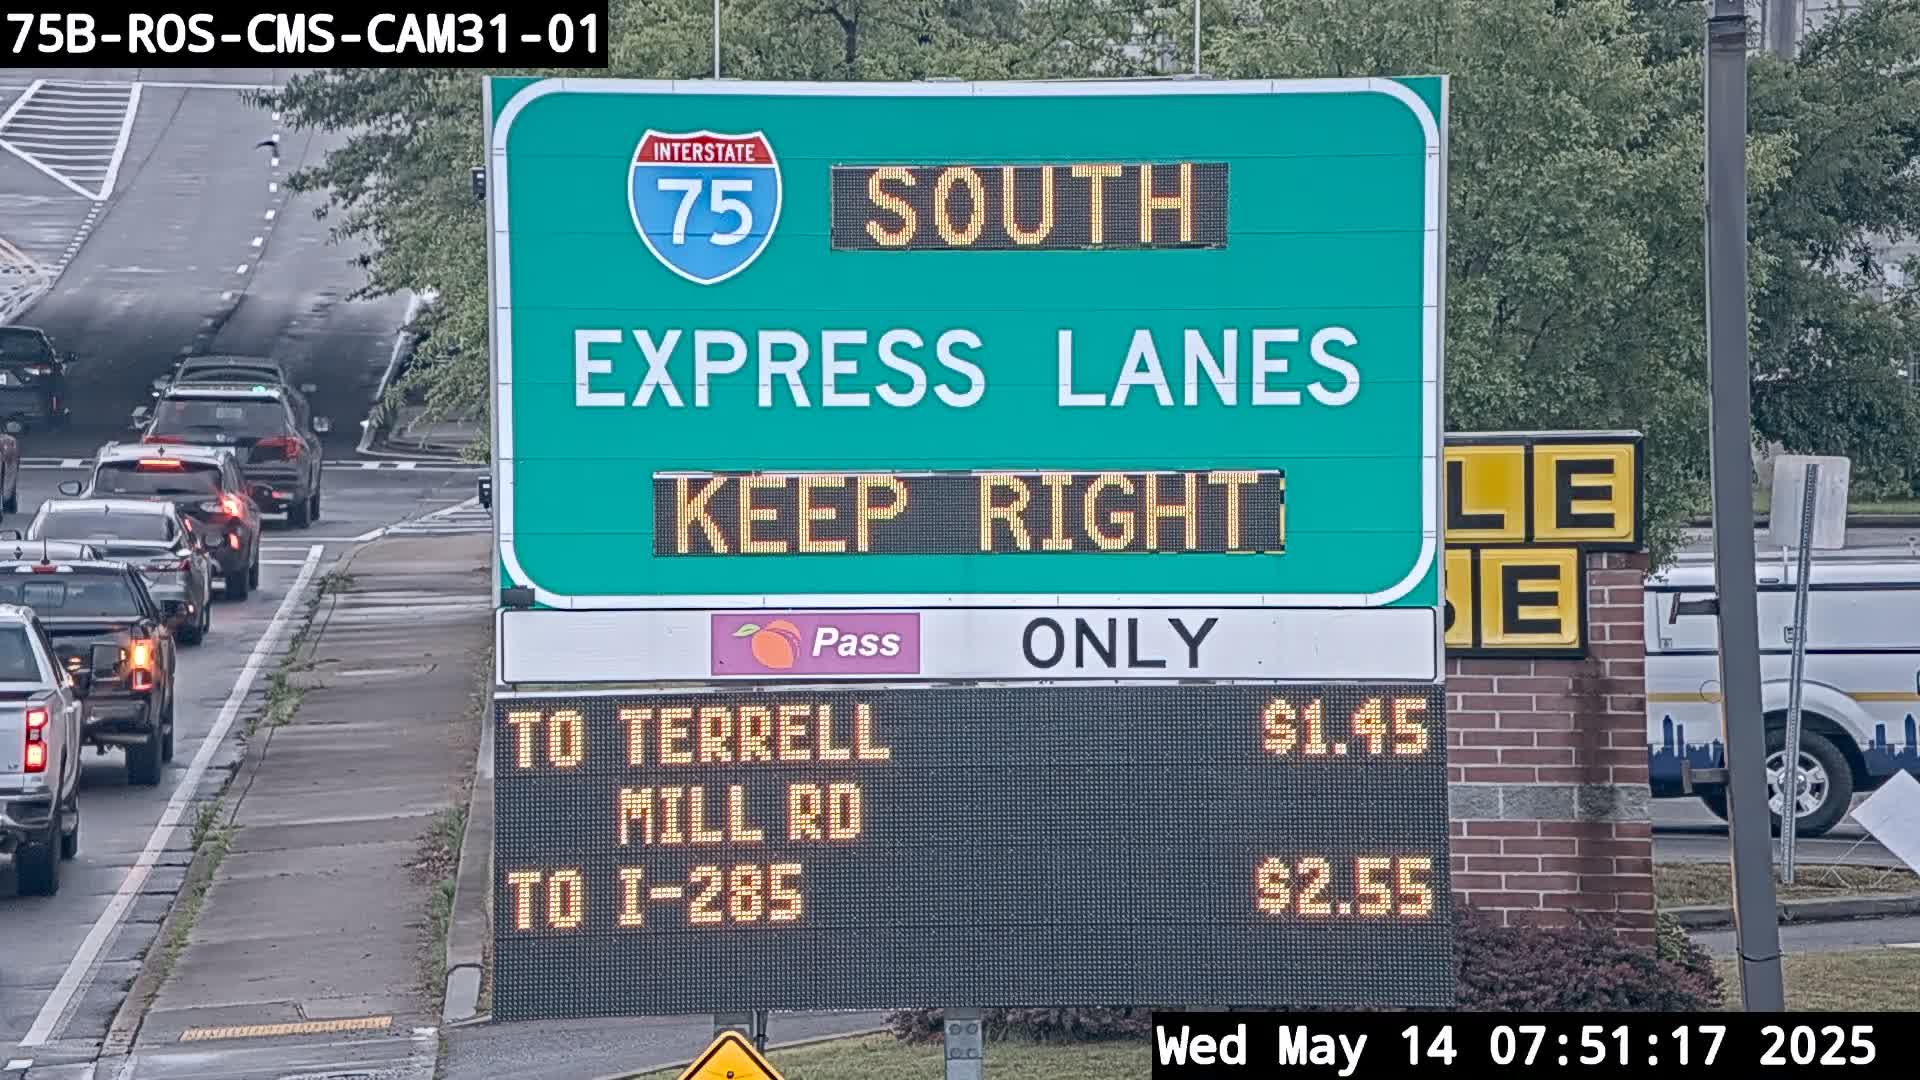 75B-ROS-CMS-CAM31-01
INTERSTATE
75
SOUTH
EXPRESS LANES
KEEP RIGHT
Pass ONLY
TO TERRELL $1.45
MILL RD
TO I-285 $2.55
LE
E
Wed May 14 07:51:17 2025